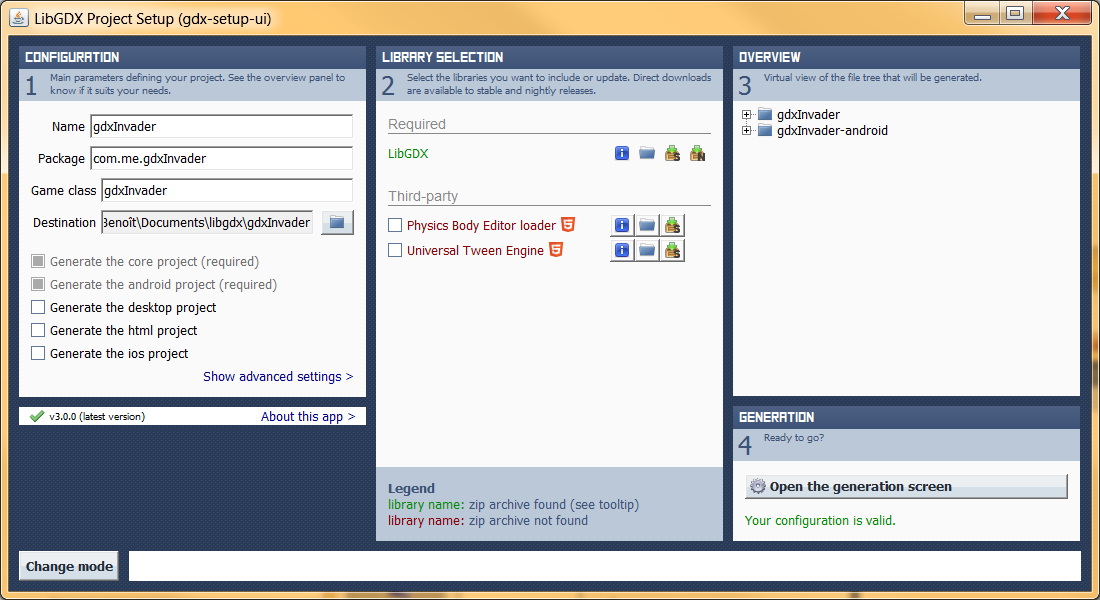 LibGDX Project Setup (gdx-setup-ui)
CONFIGURATION
1
Main parameters defining your project. See the overview panel to
know if it suits your needs.
Name gdxInvader
Package com.me.gdxInvader
Game class gdxInvader
Destination Benoît\Documents\libgdx\gdxInvader
Generate the core project (required)
Generate the android project (required)
Generate the desktop project
Generate the html project
Generate the ios project
Show advanced settings >
v3.0.0 (latest version) About this app >
LIBRARY SELECTION
2
Select the libraries you want to include or update. Direct downloads
are available to stable and nightly releases.
Required
LibGDX i S N
Third-party
Physics Body Editor loader 5 i S
Universal Tween Engine 5 i S
Legend
library name: zip archive found (see tooltip)
library name: zip archive not found
OVERVIEW
3
Virtual view of the file tree that will be generated.
gdxInvader
gdxInvader-android
GENERATION
4
Ready to go?
Open the generation screen
Your configuration is valid.
Change mode